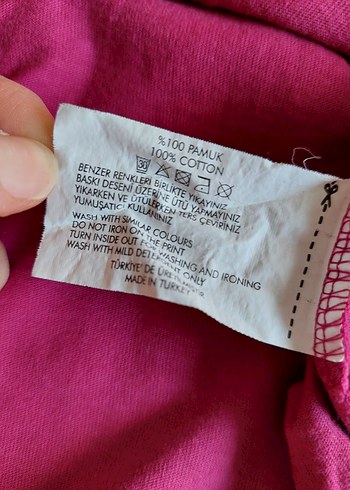 %100 PAMUK
100% COTTON
30
BENZER RENKLERİ BİRLİKTE YIKAYINIZ
BASKI DESENİ ÜZERİNE ÜTÜ YAPMAYINIZ
YIKARKEN VE ÜTÜLERKEN TERS ÇEVİRİNİZ
YUMUŞATICI KULLANINIZ
WASH WITH SIMILAR COLOURS
DO NOT IRON ON THE PRINT
TURN INSIDE OUT WASHING AND IRONING
WASH WITH MILD DETERGENT ONLY
TÜRKİYE' DE ÜRETİLMİŞTİR
MADE IN TURKEY